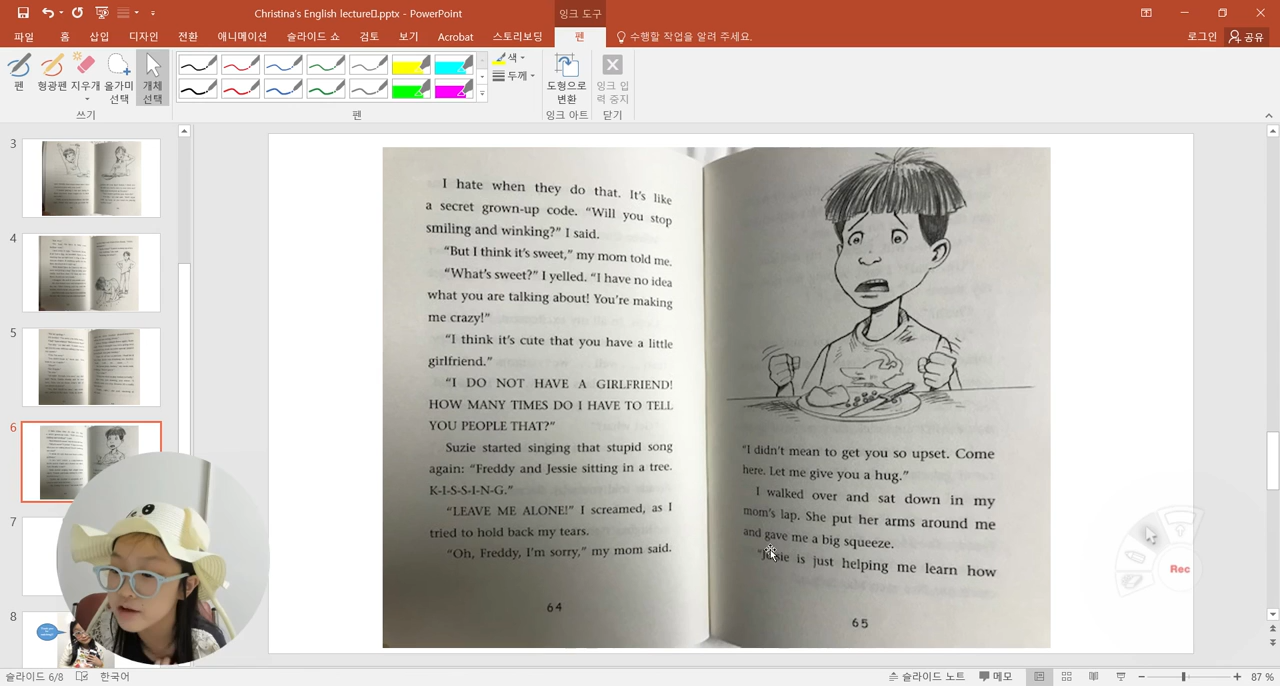 Christina's English lecture.pptx - PowerPoint
잉크 도구
파일
홈
삽입
디자인
전환
애니메이션
슬라이드 쇼
검토
보기
Acrobat
스토리보딩
펜
수행할 작업을 알려 주세요.
로그인
공유
펜
형광펜
지우개
올가미
선택
개체
선택
색
두께
도형으로
변환
잉크 입
력 중지
쓰기
펜
잉크 아트
닫기
3
4
5
6
7
8
I hate when they do that. It's like
a secret grown-up code. "Will you stop
smiling and winking?" I said.
"But I think it's sweet," my mom told me.
"What's sweet?" I yelled. "I have no idea
what you are talking about! You're making
me crazy!"
"I think it's cute that you have a little
girlfriend."
"I DO NOT HAVE A GIRLFRIEND!
HOW MANY TIMES DO I HAVE TO TELL
YOU PEOPLE THAT?"
Suzie started singing that stupid song
again: "Freddy and Jessie sitting in a tree.
K-I-S-S-I-N-G."
"LEAVE ME ALONE!" I screamed, as I
tried to hold back my tears.
"Oh, Freddy, I'm sorry," my mom said.
64
"I didn't mean to get you so upset. Come
here. Let me give you a hug."
I walked over and sat down in my
mom's lap. She put her arms around me
and gave me a big squeeze.
is just helping me learn how
65
Rec
슬라이드 6/8
한국어
슬라이드 노트
메모
87 %